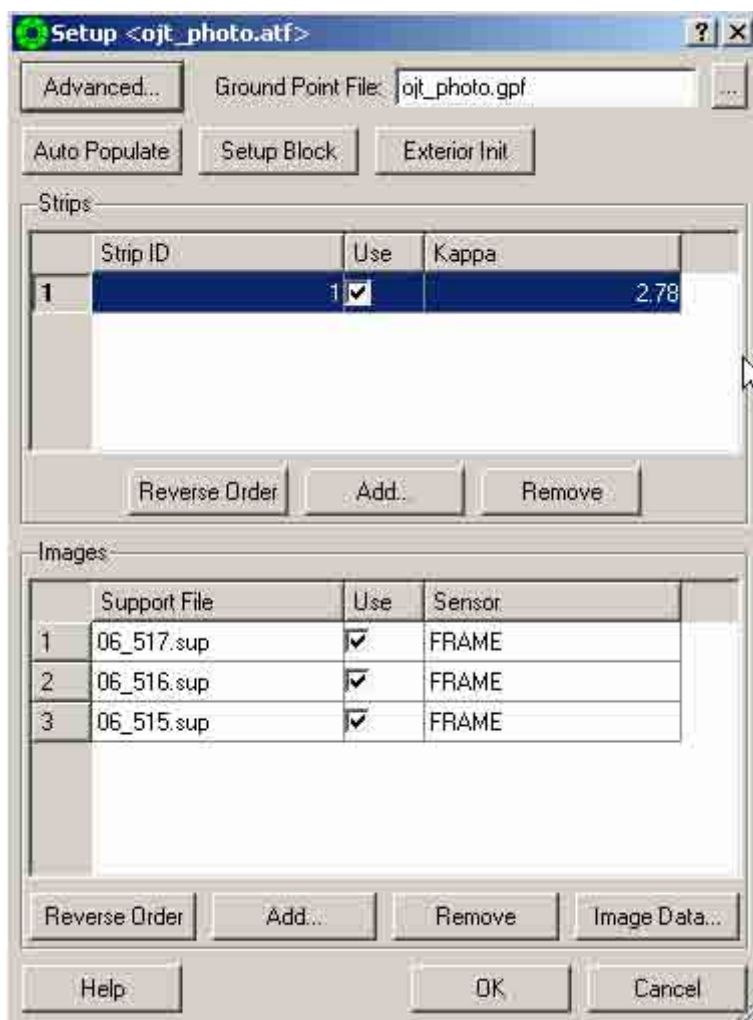 Setup <ojt_photo.atf> ? X
Advanced... Ground Point File: ojt_photo.gpf ...
Auto Populate Setup Block Exterior Init
Strips
Strip ID Use Kappa
1 1 2.78
Reverse Order Add.. Remove
Images
Support File Use Sensor
1 06_517.sup FRAME
2 06_516.sup FRAME
3 06_515.sup FRAME
Reverse Order Add... Remove Image Data...
Help OK Cancel